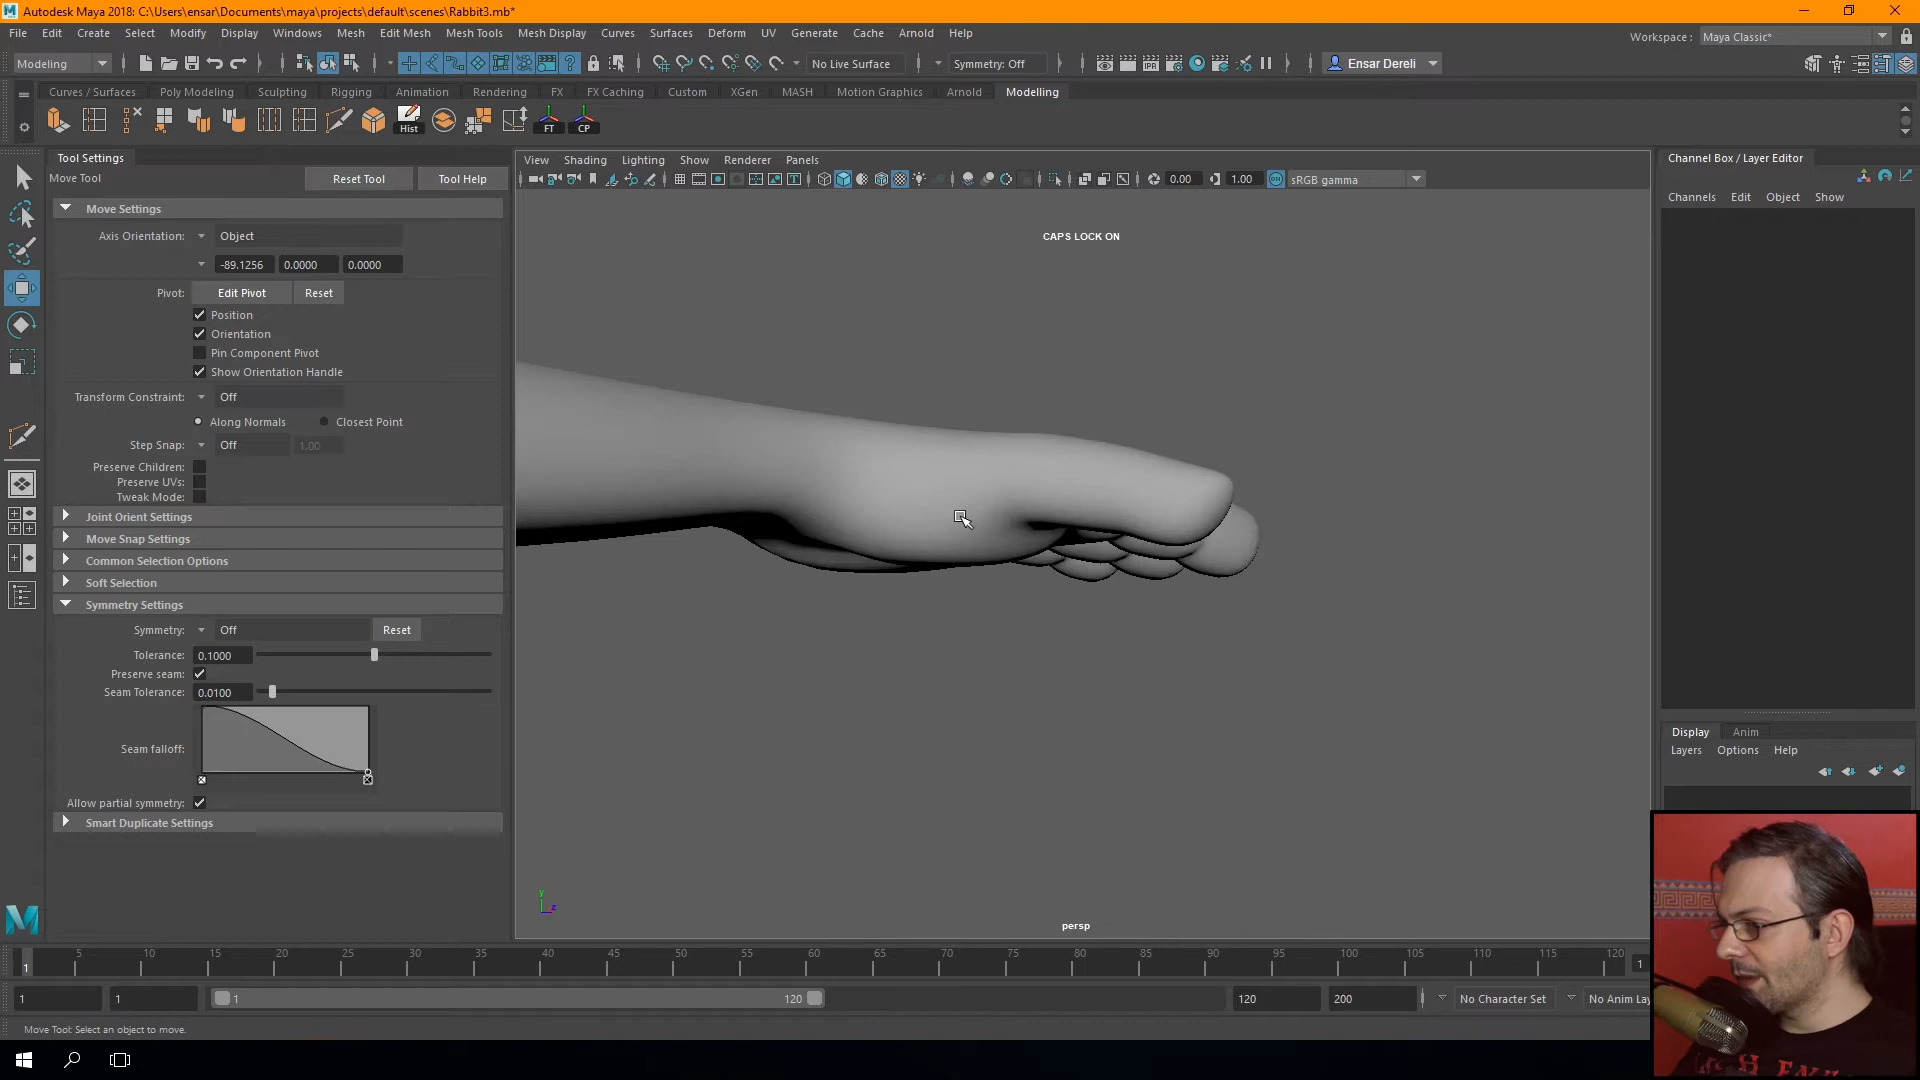 Autodesk Maya 2018: C:\Users\ensar\Documents\maya\projects\default\scenes\Rabbit3.mb*
File Edit Create Select Modify Display Windows Mesh Edit Mesh Mesh Tools Mesh Display Curves Surfaces Deform UV Generate Cache Arnold Help
Workspace : Maya Classic*
Modeling No Live Surface Symmetry: Off Ensar Dereli
Curves / Surfaces Poly Modeling Sculpting Rigging Animation Rendering FX FX Caching Custom XGen MASH Motion Graphics Arnold Modelling
Hist FT CP
Tool Settings
Move Tool Reset Tool Tool Help
Move Settings
Axis Orientation: Object
-89.1256 0.0000 0.0000
Pivot: Edit Pivot Reset
Position
Orientation
Pin Component Pivot
Show Orientation Handle
Transform Constraint: Off
Along Normals Closest Point
Step Snap: Off 1.00
Preserve Children:
Preserve UVs:
Tweak Mode:
Joint Orient Settings
Move Snap Settings
Common Selection Options
Soft Selection
Symmetry Settings
Symmetry: Off Reset
Tolerance: 0.1000
Preserve seam:
Seam Tolerance: 0.0100
Seam falloff:
Allow partial symmetry:
Smart Duplicate Settings
View Shading Lighting Show Renderer Panels
0.00 1.00 ON sRGB gamma
CAPS LOCK ON
y
z
persp
Channel Box / Layer Editor
Channels Edit Object Show
Display Anim
Layers Options Help
5 10 15 20 25 30 35 40 45 50 55 60 65 70 75 80 85 90 95 100 105 110 115 120
1 1
1 1 1 120 120 200 No Character Set No Anim Lay
Move Tool: Select an object to move.